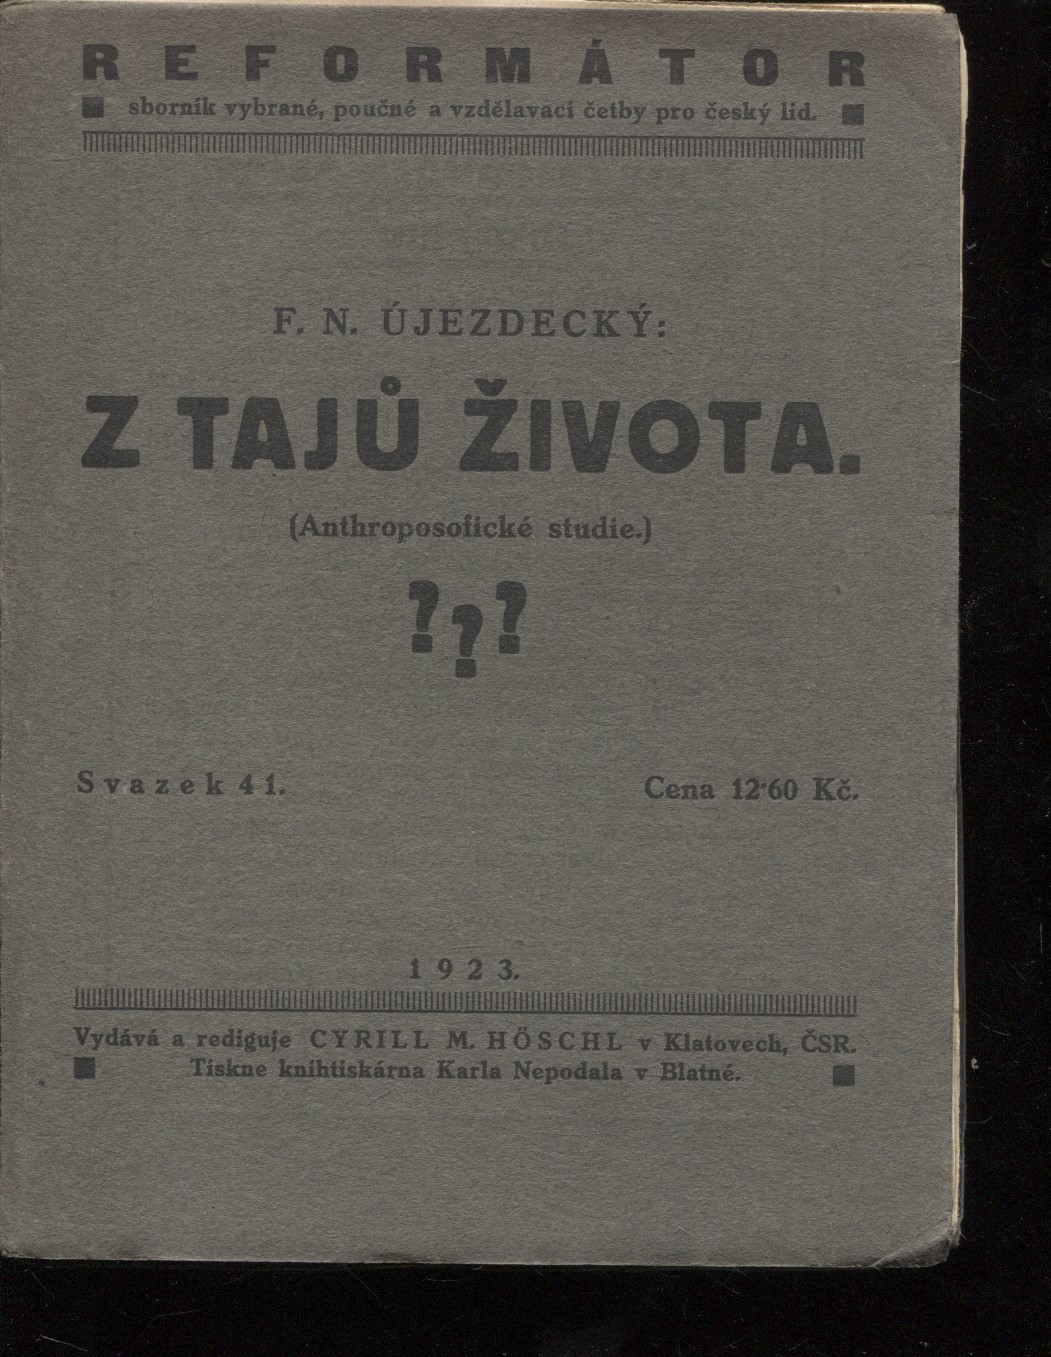 REFORMÁTOR
sborník vybrané, poučné a vzdělavací četby pro český lid.
F. N. ÚJEZDECKÝ:
Z TAJŮ ŽIVOTA.
(Anthroposofické studie.)
???
Svazek 41.
Cena 12·60 Kč.
1923.
Vydává a rediguje CYRILL M. HÖSCHL v Klatovech, ČSR.
Tiskne knihtiskárna Karla Nepodala v Blatné.